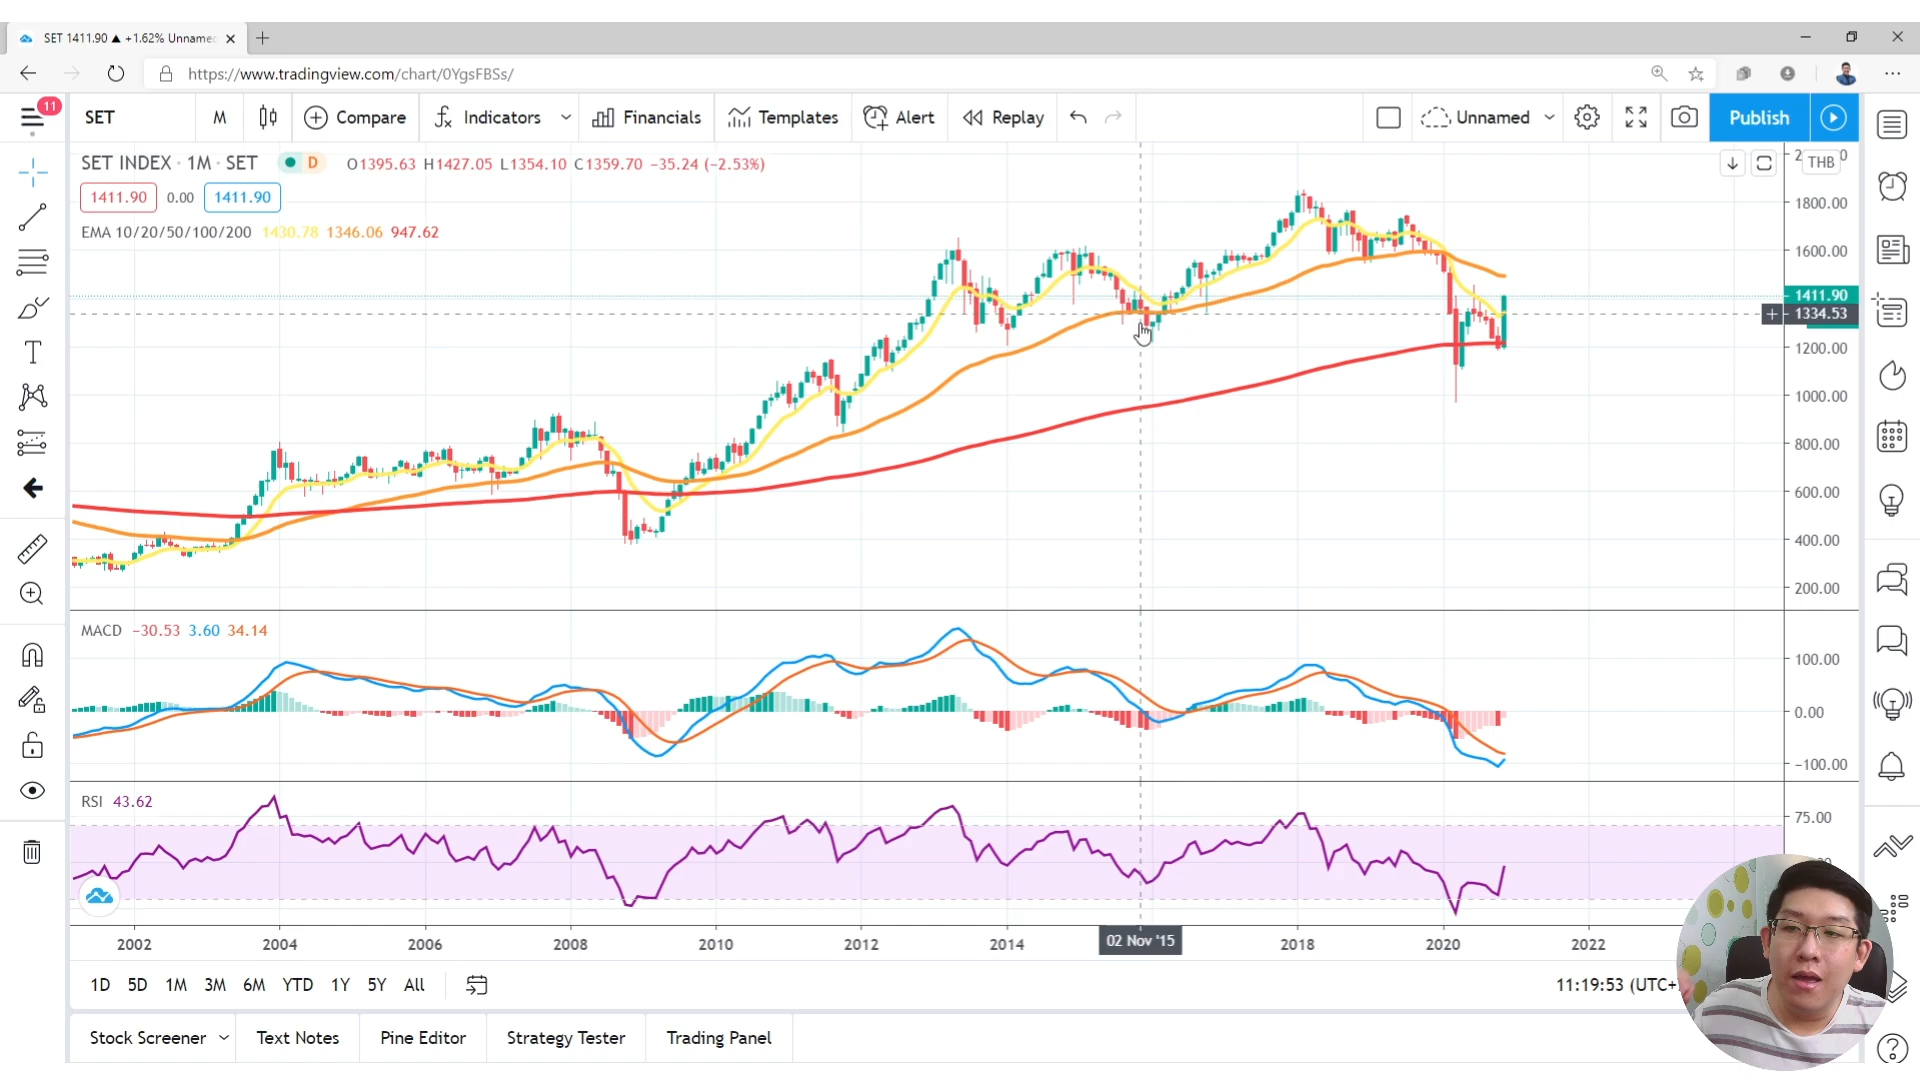 SET 1411.90 ▲ +1.62% Unnamed
https://www.tradingview.com/chart/0YgsFBSs/
11
SET M Compare Indicators Financials Templates Alert Replay Unnamed Publish
SET INDEX · 1M · SET D O1395.63 H1427.05 L1354.10 C1359.70 −35.24 (−2.53%)
THB
1411.90 0.00 1411.90
EMA 10/20/50/100/200 1430.78 1346.06 947.62
1800.00
1600.00
1411.90
1334.53
1200.00
1000.00
800.00
600.00
400.00
200.00
MACD −30.53 3.60 34.14
100.00
0.00
−100.00
RSI 43.62
75.00
2002 2004 2006 2008 2010 2012 2014 02 Nov '15 2018 2020 2022
1D 5D 1M 3M 6M YTD 1Y 5Y All 11:19:53 (UTC+
Stock Screener Text Notes Pine Editor Strategy Tester Trading Panel